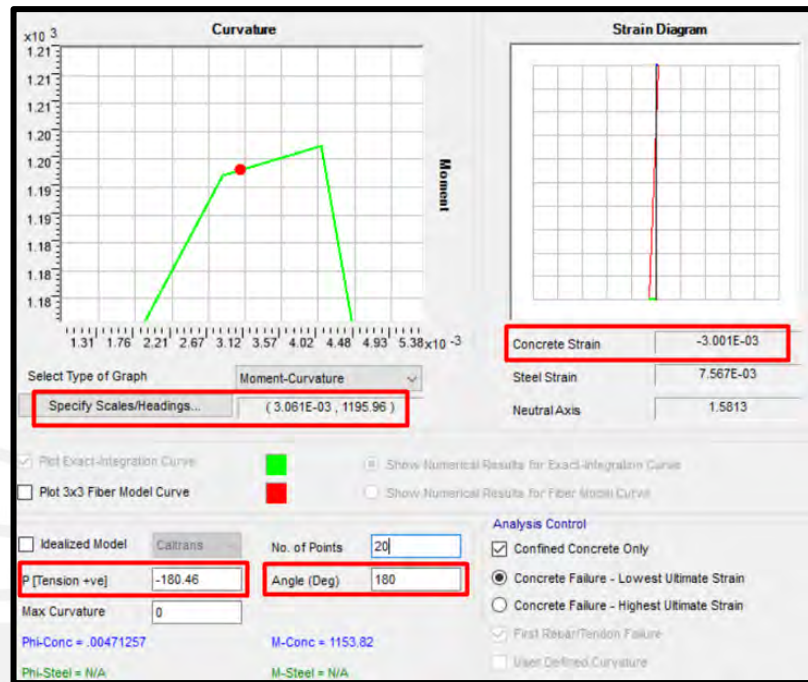 Curvature
x10 3
1.21
1.21
1.21
1.20
1.20
1.19
1.19
1.18
1.18
1.18
Moment
1.31 1.76 2.21 2.67 3.12 3.57 4.02 4.48 4.93 5.38 x10 -3
Select Type of Graph
Moment-Curvature
Specify Scales/Headings...
( 3.061E-03 , 1195.96 )
Strain Diagram
Concrete Strain
-3.001E-03
Steel Strain
7.567E-03
Neutral Axis
1.5813
Plot Exact-Integration Curve
Show Numerical Results for Exact-Integration Curve
Plot 3x3 Fiber Model Curve
Show Numerical Results for Fiber Model Curve
Idealized Model
Caltrans
No. of Points
20
P [Tension +ve]
-180.46
Angle (Deg)
180
Max Curvature
0
Phi-Conc = .00471257
M-Conc = 1153.82
Phi-Steel = N/A
M-Steel = N/A
Analysis Control
Confined Concrete Only
Concrete Failure - Lowest Ultimate Strain
Concrete Failure - Highest Ultimate Strain
First Rebar/Tendon Failure
User Defined Curvature